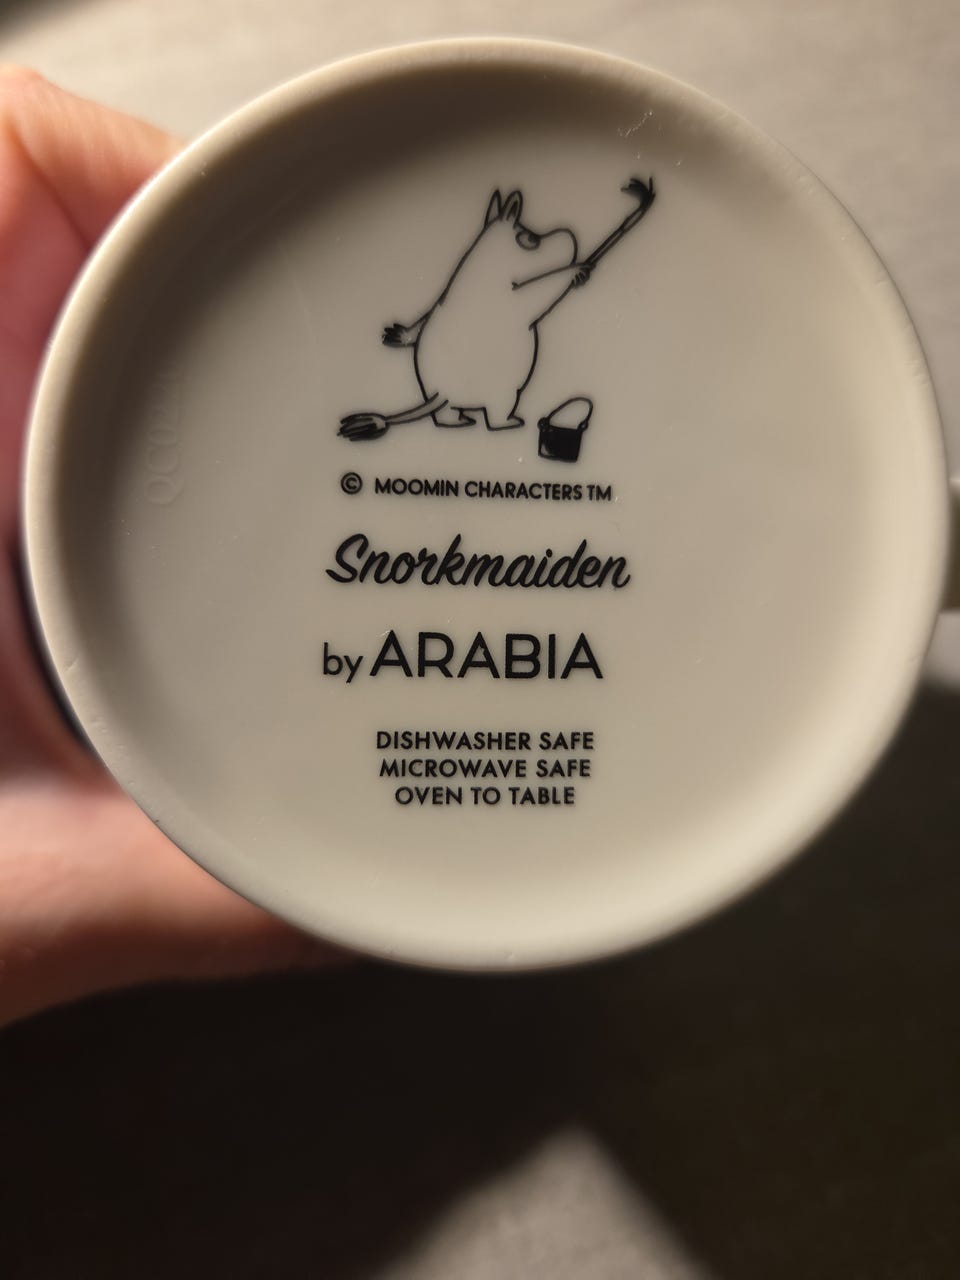 © MOOMIN CHARACTERS TM
Snorkmaiden
by ARABIA
DISHWASHER SAFE
MICROWAVE SAFE
OVEN TO TABLE